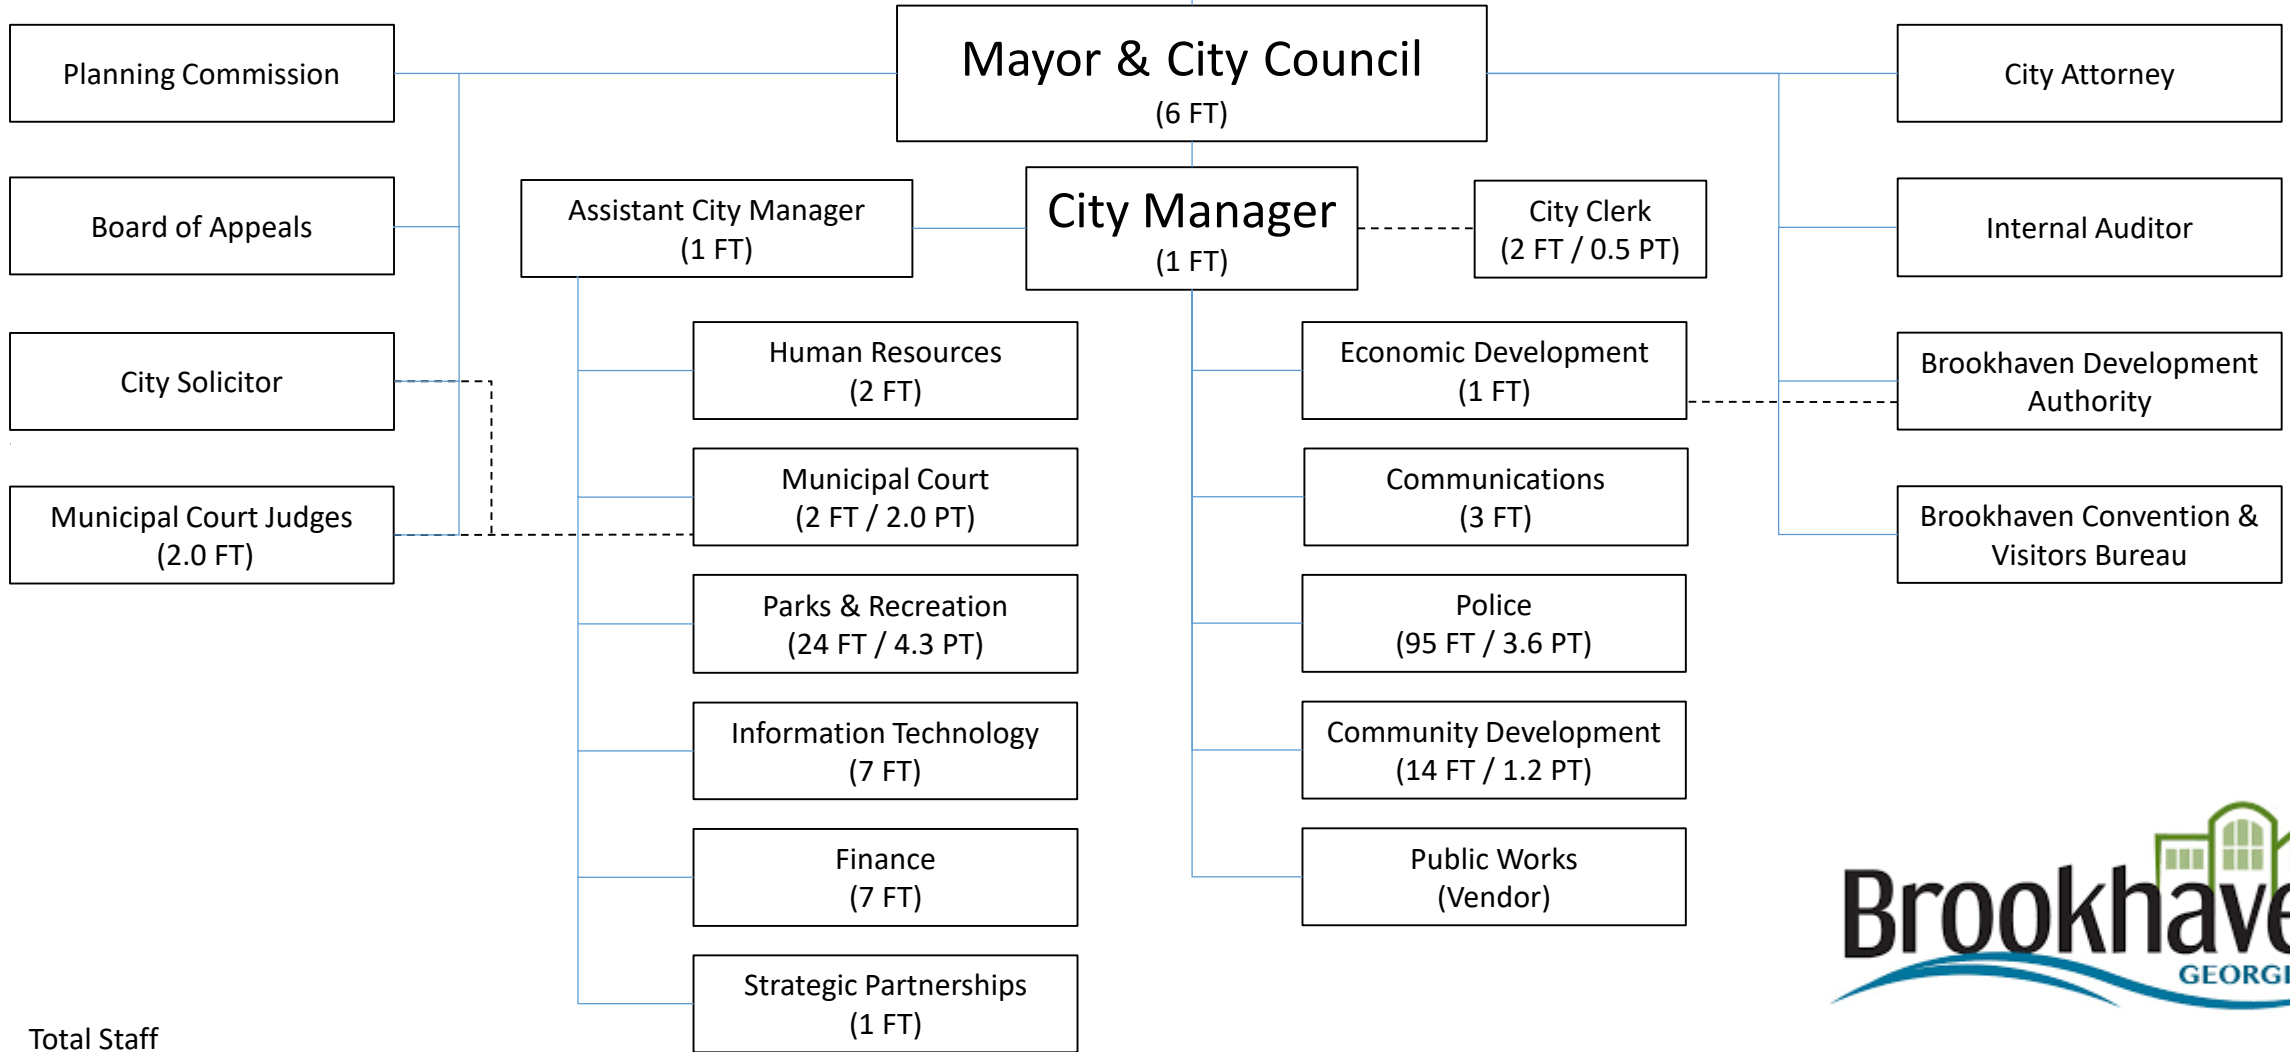 Mayor & City Council
(6 FT)
Planning Commission
City Attorney
Board of Appeals
Assistant City Manager
(1 FT)
City Manager
(1 FT)
City Clerk
(2 FT / 0.5 PT)
Internal Auditor
City Solicitor
Human Resources
(2 FT)
Economic Development
(1 FT)
Brookhaven Development
Authority
Municipal Court Judges
(2.0 FT)
Municipal Court
(2 FT / 2.0 PT)
Communications
(3 FT)
Brookhaven Convention &
Visitors Bureau
Parks & Recreation
(24 FT / 4.3 PT)
Police
(95 FT / 3.6 PT)
Information Technology
(7 FT)
Community Development
(14 FT / 1.2 PT)
Finance
(7 FT)
Public Works
(Vendor)
Strategic Partnerships
(1 FT)
Brookhave
GEORGI
Total Staff